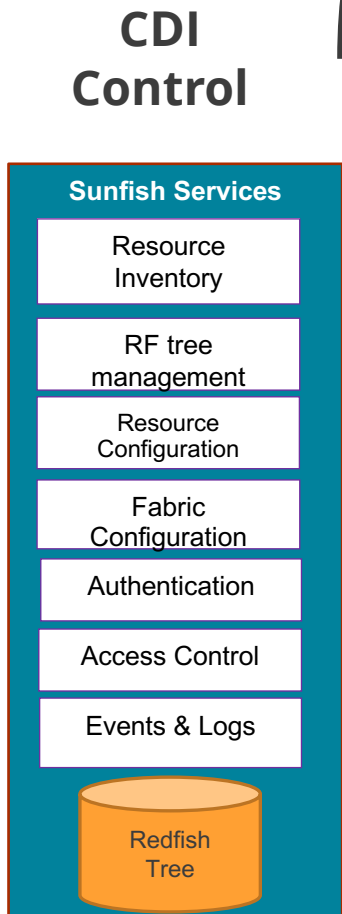 CDI
Control
Sunfish Services
Resource
Inventory
RF tree
management
Resource
Configuration
Fabric
Configuration
Authentication
Access Control
Events & Logs
Redfish
Tree